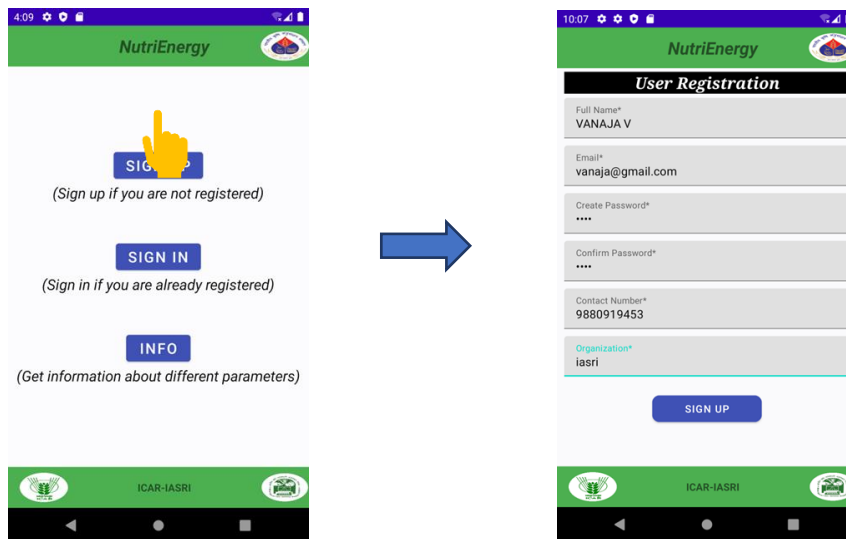 4:09
NutriEnergy
SIGN UP
(Sign up if you are not registered)
SIGN IN
(Sign in if you are already registered)
INFO
(Get information about different parameters)
ICAR-IASRI
10:07
NutriEnergy
User Registration
Full Name*
VANAJA V
Email*
vanaja@gmail.com
Create Password*
••••
Confirm Password*
••••
Contact Number*
9880919453
Organization*
iasri
SIGN UP
ICAR-IASRI